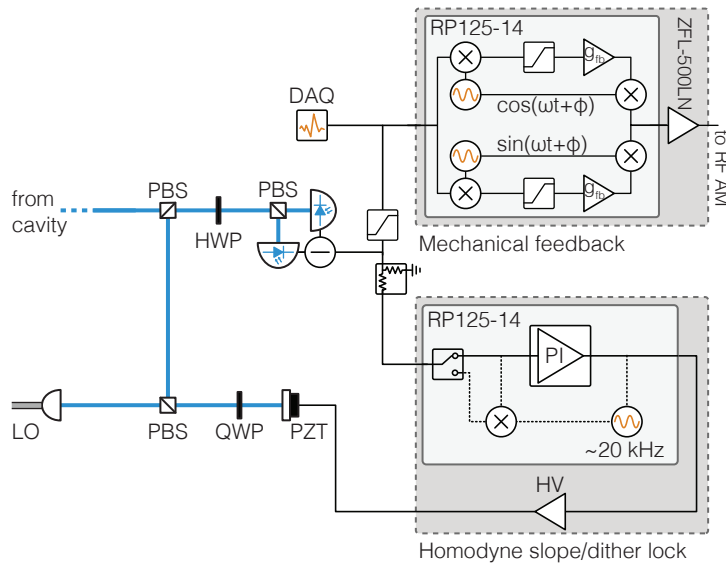 RP125-14
ZFL-500LN
g_fb
DAQ
cos(ωt+ϕ)
sin(ωt+ϕ)
to RF AM
PBS
PBS
from
cavity
HWP
g_fb
Mechanical feedback
RP125-14
PI
LO
PBS
QWP
PZT
~20 kHz
HV
Homodyne slope/dither lock